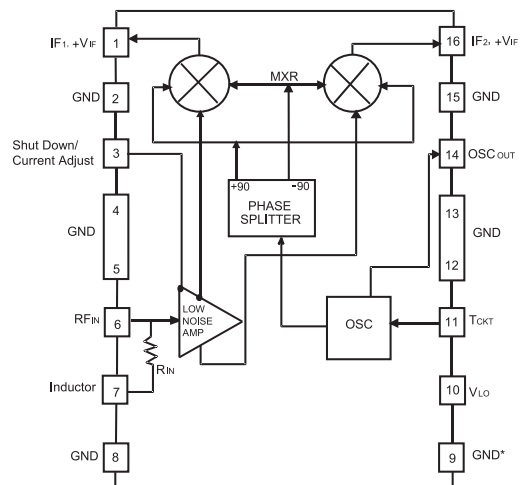 IF1, +VIF
1
16
IF2, +VIF
MXR
GND
2
15
GND
Shut Down/
Current Adjust
3
14
OSC OUT
+90
-90
PHASE
SPLITTER
4
GND
5
13
GND
12
RFIN
6
LOW
NOISE
AMP
OSC
11
TCKT
RIN
Inductor
7
10
VLO
GND
8
9
GND*